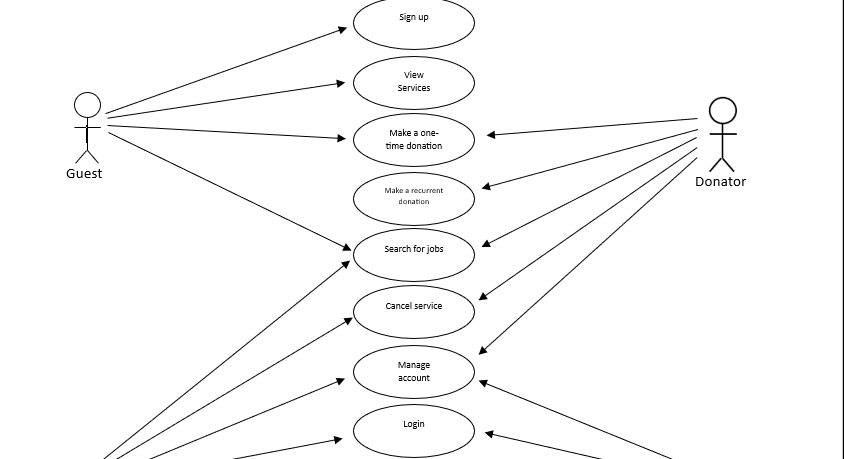 Sign up
View
Services
Make a one-
time donation
Make a recurrent
donation
Search for jobs
Cancel service
Manage
account
Login
Guest
Donator